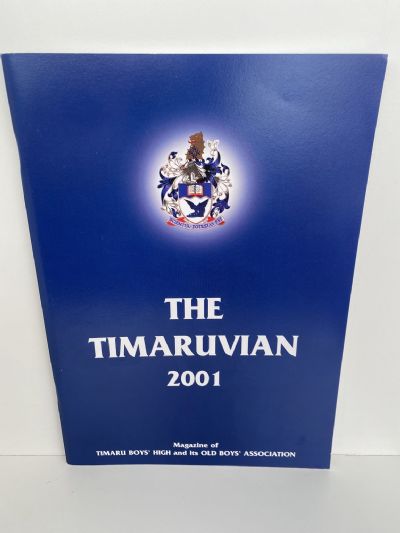 THE
TIMARUVIAN
2001
Magazine of
TIMARU BOYS' HIGH and its OLD BOYS' ASSOCIATION